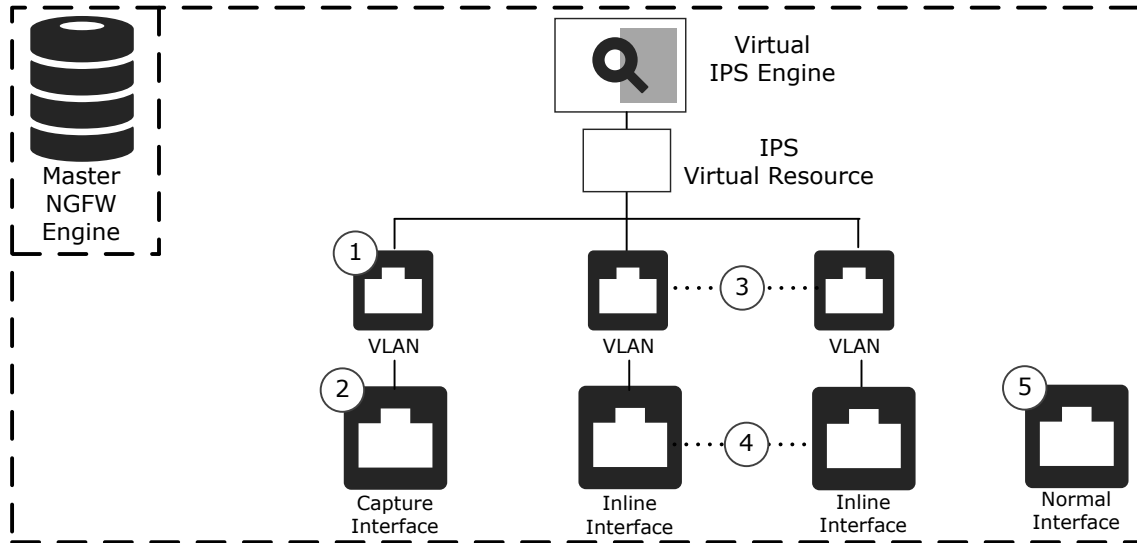 Virtual
IPS Engine
Master
NGFW
Engine
IPS
Virtual Resource
1
3
VLAN
VLAN
VLAN
2
4
5
Capture
Interface
Inline
Interface
Inline
Interface
Normal
Interface